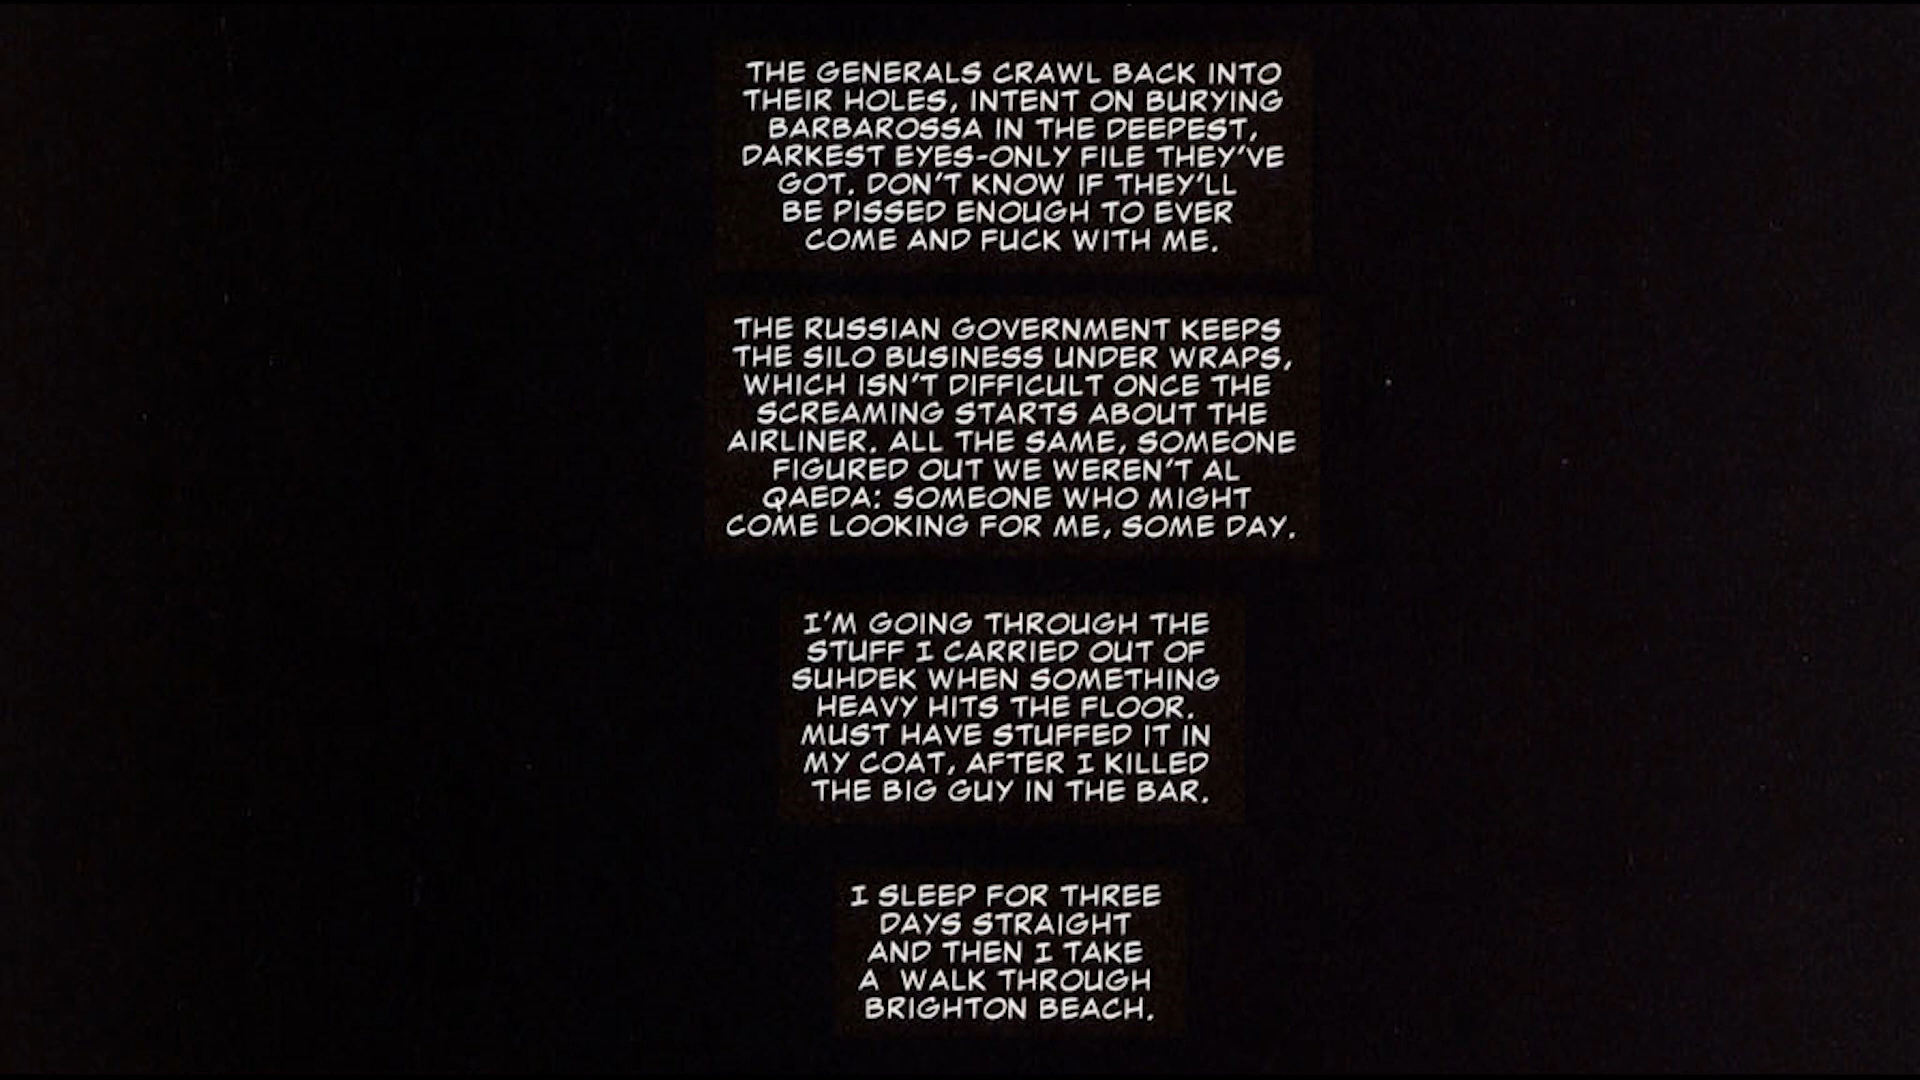 THE GENERALS CRAWL BACK INTO
THEIR HOLES, INTENT ON BURYING
BARBAROSSA IN THE DEEPEST,
DARKEST EYES-ONLY FILE THEY'VE
GOT. DON'T KNOW IF THEY'LL
BE PISSED ENOUGH TO EVER
COME AND FUCK WITH ME.
THE RUSSIAN GOVERNMENT KEEPS
THE SILO BUSINESS UNDER WRAPS,
WHICH ISN'T DIFFICULT ONCE THE
SCREAMING STARTS ABOUT THE
AIRLINER. ALL THE SAME, SOMEONE
FIGURED OUT WE WEREN'T AL
QAEDA: SOMEONE WHO MIGHT
COME LOOKING FOR ME, SOME DAY.
I'M GOING THROUGH THE
STUFF I CARRIED OUT OF
SUHDEK WHEN SOMETHING
HEAVY HITS THE FLOOR.
MUST HAVE STUFFED IT IN
MY COAT, AFTER I KILLED
THE BIG GUY IN THE BAR.
I SLEEP FOR THREE
DAYS STRAIGHT
AND THEN I TAKE
A WALK THROUGH
BRIGHTON BEACH.